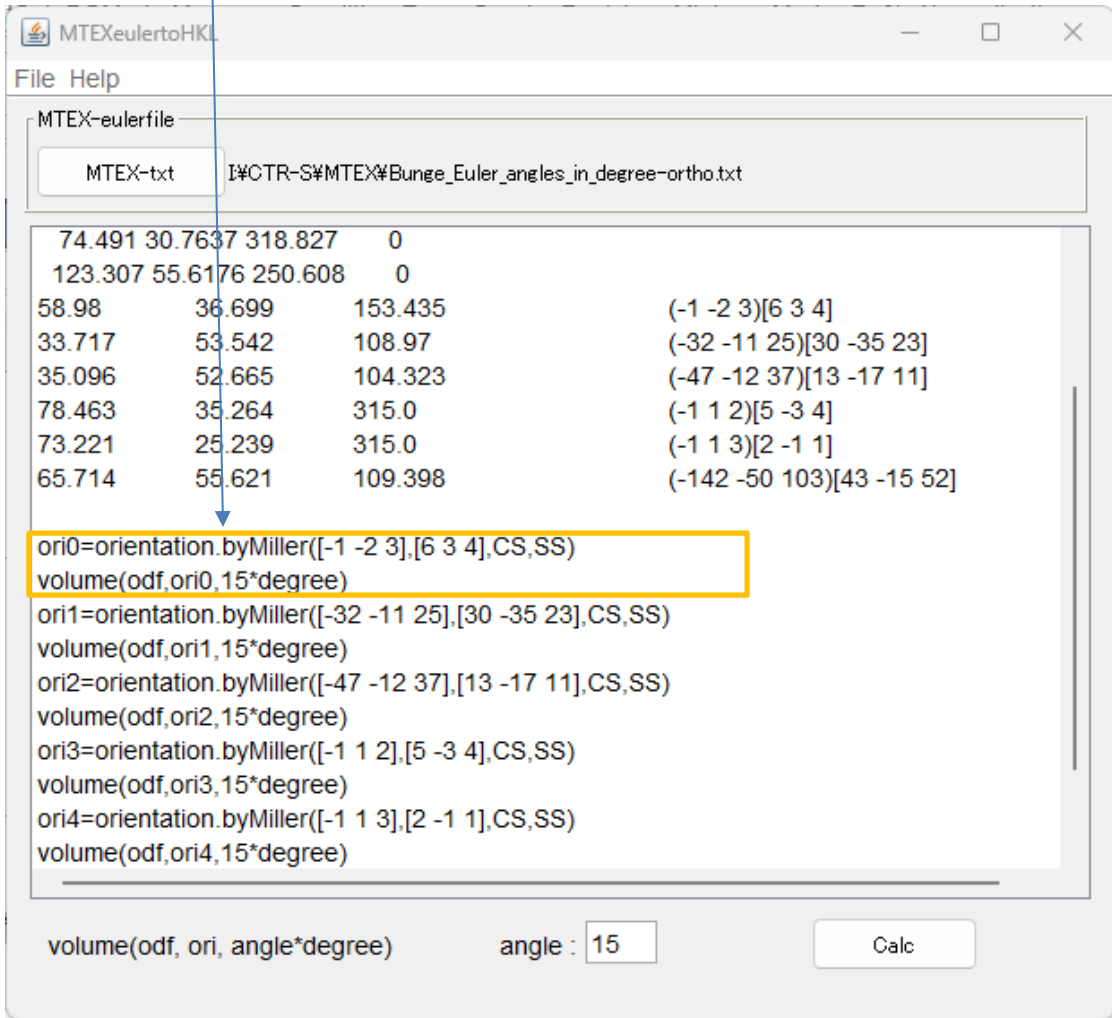 MTEXeulertoHKL
File Help
MTEX-eulerfile
MTEX-txt I:¥CTR-S¥MTEX¥Bunge_Euler_angles_in_degree-ortho.txt
74.491 30.7637 318.827 0
123.307 55.6176 250.608 0
58.98 36.699 153.435 (-1 -2 3)[6 3 4]
33.717 53.542 108.97 (-32 -11 25)[30 -35 23]
35.096 52.665 104.323 (-47 -12 37)[13 -17 11]
78.463 35.264 315.0 (-1 1 2)[5 -3 4]
73.221 25.239 315.0 (-1 1 3)[2 -1 1]
65.714 55.621 109.398 (-142 -50 103)[43 -15 52]
ori0=orientation.byMiller([-1 -2 3],[6 3 4],CS,SS)
volume(odf,ori0,15*degree)
ori1=orientation.byMiller([-32 -11 25],[30 -35 23],CS,SS)
volume(odf,ori1,15*degree)
ori2=orientation.byMiller([-47 -12 37],[13 -17 11],CS,SS)
volume(odf,ori2,15*degree)
ori3=orientation.byMiller([-1 1 2],[5 -3 4],CS,SS)
volume(odf,ori3,15*degree)
ori4=orientation.byMiller([-1 1 3],[2 -1 1],CS,SS)
volume(odf,ori4,15*degree)
volume(odf, ori, angle*degree) angle : 15 Calc